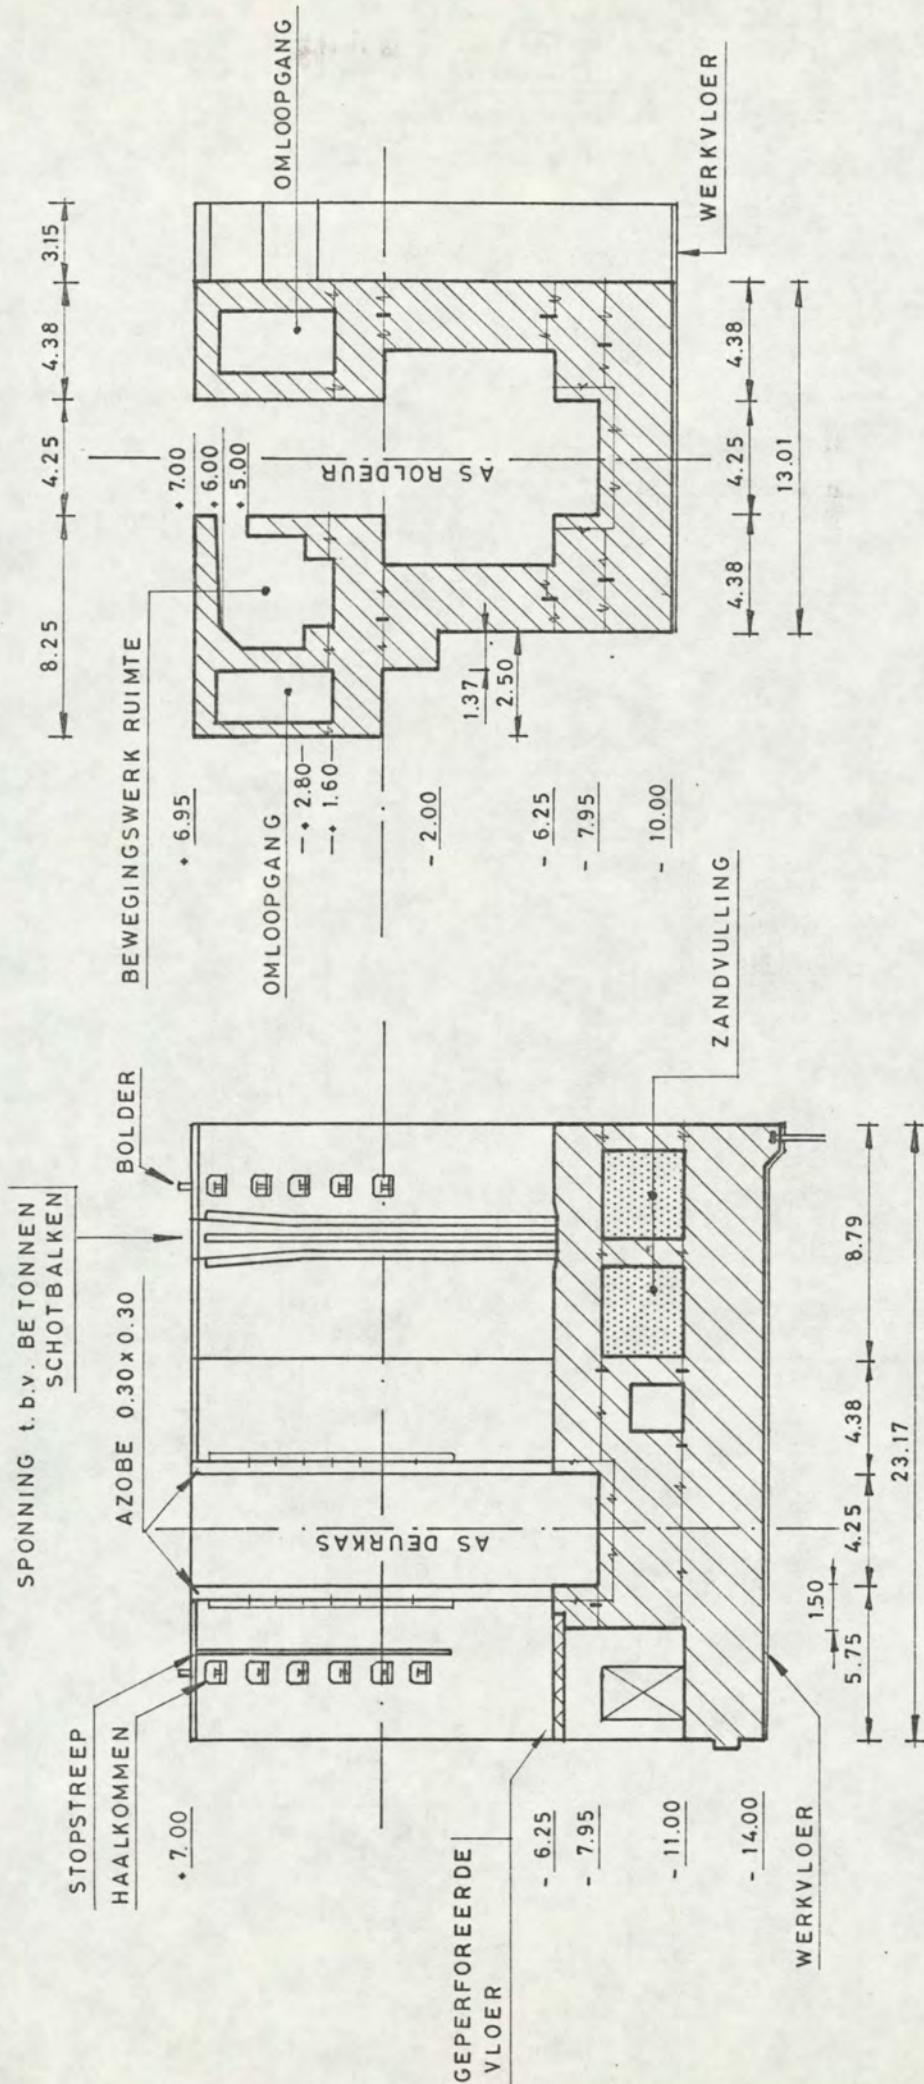 SPONNING t.b.v. BETONNEN
SCHOTBALKEN
AZOBE 0.30 x 0.30
BOLDER
STOPSTREEP
HAALKOMMEN
+ 7.00
AS DEURKAS
GEPERFOREERDE
VLOER
- 6.25
- 7.95
- 11.00
- 14.00
WERKVLOER
ZANDVULLING
1.50
5.75
4.25
4.38
8.79
23.17
8.25
4.25
4.38
3.15
BEWEGINGSWERK RUIMTE
OMLOOPGANG
+ 7.00
+ 6.00
+ 5.00
+ 6.95
OMLOOPGANG
+ 2.80
+ 1.60
AS ROLDEUR
- 2.00
1.37
2.50
- 6.25
- 7.95
- 10.00
WERKVLOER
4.38
4.25
4.38
13.01